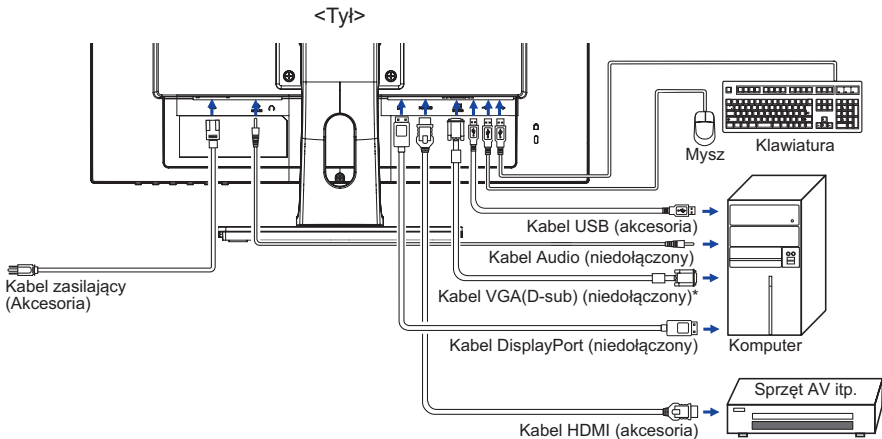 <Tył>
Mysz
Klawiatura
Kabel USB (akcesoria)
Kabel Audio (niedołączony)
Kabel zasilający
(Akcesoria)
Kabel VGA(D-sub) (niedołączony)*
Kabel DisplayPort (niedołączony)
Komputer
Sprzęt AV itp.
Kabel HDMI (akcesoria)